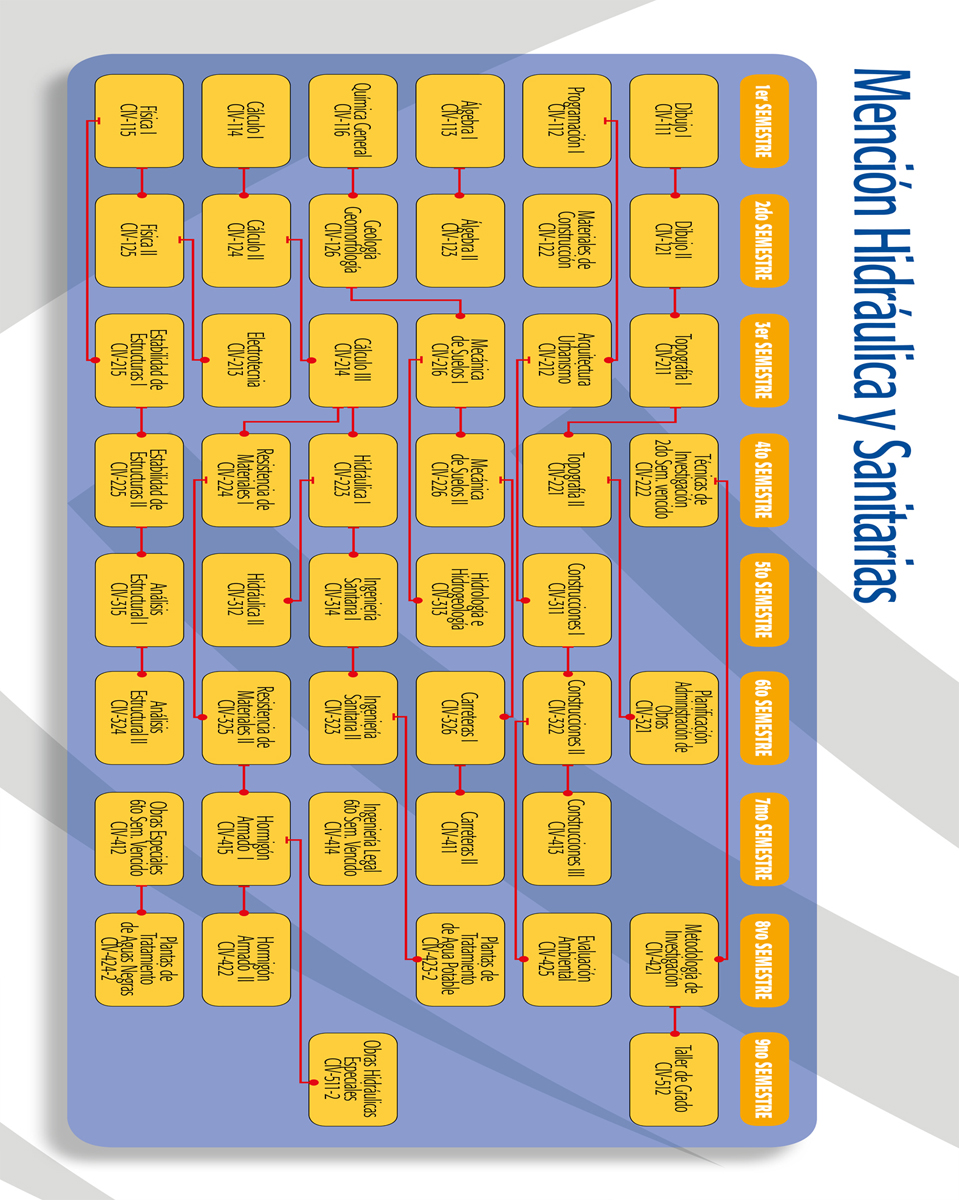 Mención Hidráulica y Sanitarias
1er SEMESTRE
Dibujo I
CIV-111
Programación I
CIV-112
Álgebra I
CIV-113
Química General
CIV-116
Cálculo I
CIV-114
Física I
CIV-115
2do SEMESTRE
Dibujo II
CIV-121
Materiales de
Construcción
CIV-122
Álgebra II
CIV-123
Geología
Geomorfología
CIV-126
Cálculo II
CIV-124
Física II
CIV-125
3er SEMESTRE
Topografía I
CIV-211
Arquitectura
Urbanismo
CIV-212
Mecánica
de Suelos I
CIV-216
Cálculo III
CIV-214
Electrotecnia
CIV-213
Estabilidad de
Estructuras I
CIV-215
4to SEMESTRE
Técnicas de
Investigación
2do Sem. vencido
CIV-222
Topografía II
CIV-221
Mecánica
de Suelos II
CIV-226
Hidráulica I
CIV-223
Resistencia de
Materiales I
CIV-224
Estabilidad de
Estructuras II
CIV-225
5to SEMESTRE
Construcciones I
CIV-311
Hidrología e
Hidrogeología
CIV-313
Ingeniería
Sanitaria I
CIV-314
Hidráulica II
CIV-312
Análisis
Estructural I
CIV-315
6to SEMESTRE
Planificación
Administración de
Obras
CIV-321
Construcciones II
CIV-322
Carreteras I
CIV-326
Ingeniería
Sanitaria II
CIV-323
Resistencia de
Materiales II
CIV-325
Análisis
Estructural II
CIV-324
7mo SEMESTRE
Construcciones III
CIV-413
Carreteras II
CIV-411
Ingeniería Legal
6to Sem. Vencido
CIV-414
Hormigón
Armado I
CIV-415
Obras Especiales
6to Sem. Vencido
CIV-412
8vo SEMESTRE
Metodología de
Investigación
CIV-421
Evaluación
Ambiental
CIV-425
Plantas de
Tratamiento
de Agua Potable
CIV-423-2
Hormigón
Armado II
CIV-422
Plantas de
Tratamiento
de Aguas Negras
CIV-424-2
9no SEMESTRE
Taller de Grado
CIV-512
Obras Hidráulicas
Especiales
CIV-511-2